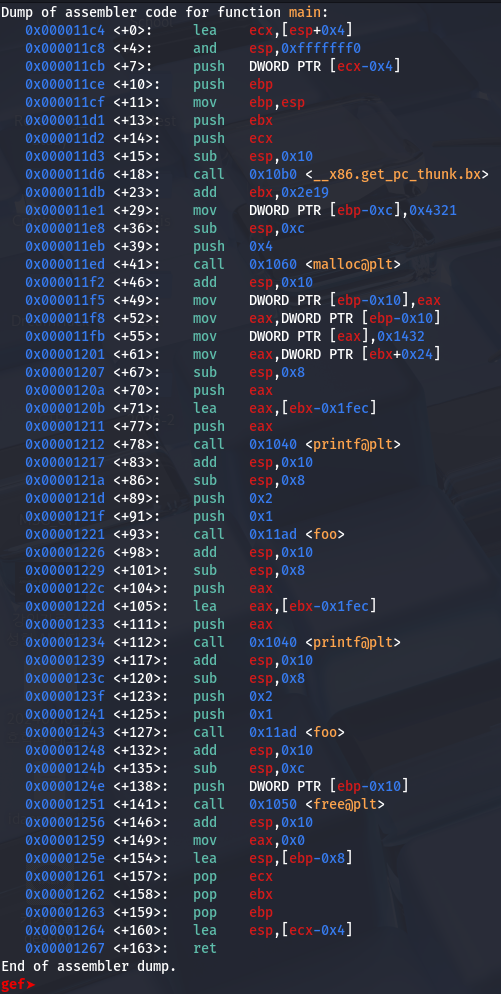 Dump of assembler code for function main:
   0x000011c4 <+0>:     lea    ecx,[esp+0x4]
   0x000011c8 <+4>:     and    esp,0xfffffff0
   0x000011cb <+7>:     push   DWORD PTR [ecx-0x4]
   0x000011ce <+10>:    push   ebp
   0x000011cf <+11>:    mov    ebp,esp
   0x000011d1 <+13>:    push   ebx
   0x000011d2 <+14>:    push   ecx
   0x000011d3 <+15>:    sub    esp,0x10
   0x000011d6 <+18>:    call   0x10b0 <__x86.get_pc_thunk.bx>
   0x000011db <+23>:    add    ebx,0x2e19
   0x000011e1 <+29>:    mov    DWORD PTR [ebp-0xc],0x4321
   0x000011e8 <+36>:    sub    esp,0xc
   0x000011eb <+39>:    push   0x4
   0x000011ed <+41>:    call   0x1060 <malloc@plt>
   0x000011f2 <+46>:    add    esp,0x10
   0x000011f5 <+49>:    mov    DWORD PTR [ebp-0x10],eax
   0x000011f8 <+52>:    mov    eax,DWORD PTR [ebp-0x10]
   0x000011fb <+55>:    mov    DWORD PTR [eax],0x1432
   0x00001201 <+61>:    mov    eax,DWORD PTR [ebx+0x24]
   0x00001207 <+67>:    sub    esp,0x8
   0x0000120a <+70>:    push   eax
   0x0000120b <+71>:    lea    eax,[ebx-0x1fec]
   0x00001211 <+77>:    push   eax
   0x00001212 <+78>:    call   0x1040 <printf@plt>
   0x00001217 <+83>:    add    esp,0x10
   0x0000121a <+86>:    sub    esp,0x8
   0x0000121d <+89>:    push   0x2
   0x0000121f <+91>:    push   0x1
   0x00001221 <+93>:    call   0x11ad <foo>
   0x00001226 <+98>:    add    esp,0x10
   0x00001229 <+101>:   sub    esp,0x8
   0x0000122c <+104>:   push   eax
   0x0000122d <+105>:   lea    eax,[ebx-0x1fec]
   0x00001233 <+111>:   push   eax
   0x00001234 <+112>:   call   0x1040 <printf@plt>
   0x00001239 <+117>:   add    esp,0x10
   0x0000123c <+120>:   sub    esp,0x8
   0x0000123f <+123>:   push   0x2
   0x00001241 <+125>:   push   0x1
   0x00001243 <+127>:   call   0x11ad <foo>
   0x00001248 <+132>:   add    esp,0x10
   0x0000124b <+135>:   sub    esp,0xc
   0x0000124e <+138>:   push   DWORD PTR [ebp-0x10]
   0x00001251 <+141>:   call   0x1050 <free@plt>
   0x00001256 <+146>:   add    esp,0x10
   0x00001259 <+149>:   mov    eax,0x0
   0x0000125e <+154>:   lea    esp,[ebp-0x8]
   0x00001261 <+157>:   pop    ecx
   0x00001262 <+158>:   pop    ebx
   0x00001263 <+159>:   pop    ebp
   0x00001264 <+160>:   lea    esp,[ecx-0x4]
   0x00001267 <+163>:   ret
End of assembler dump.
gef➤